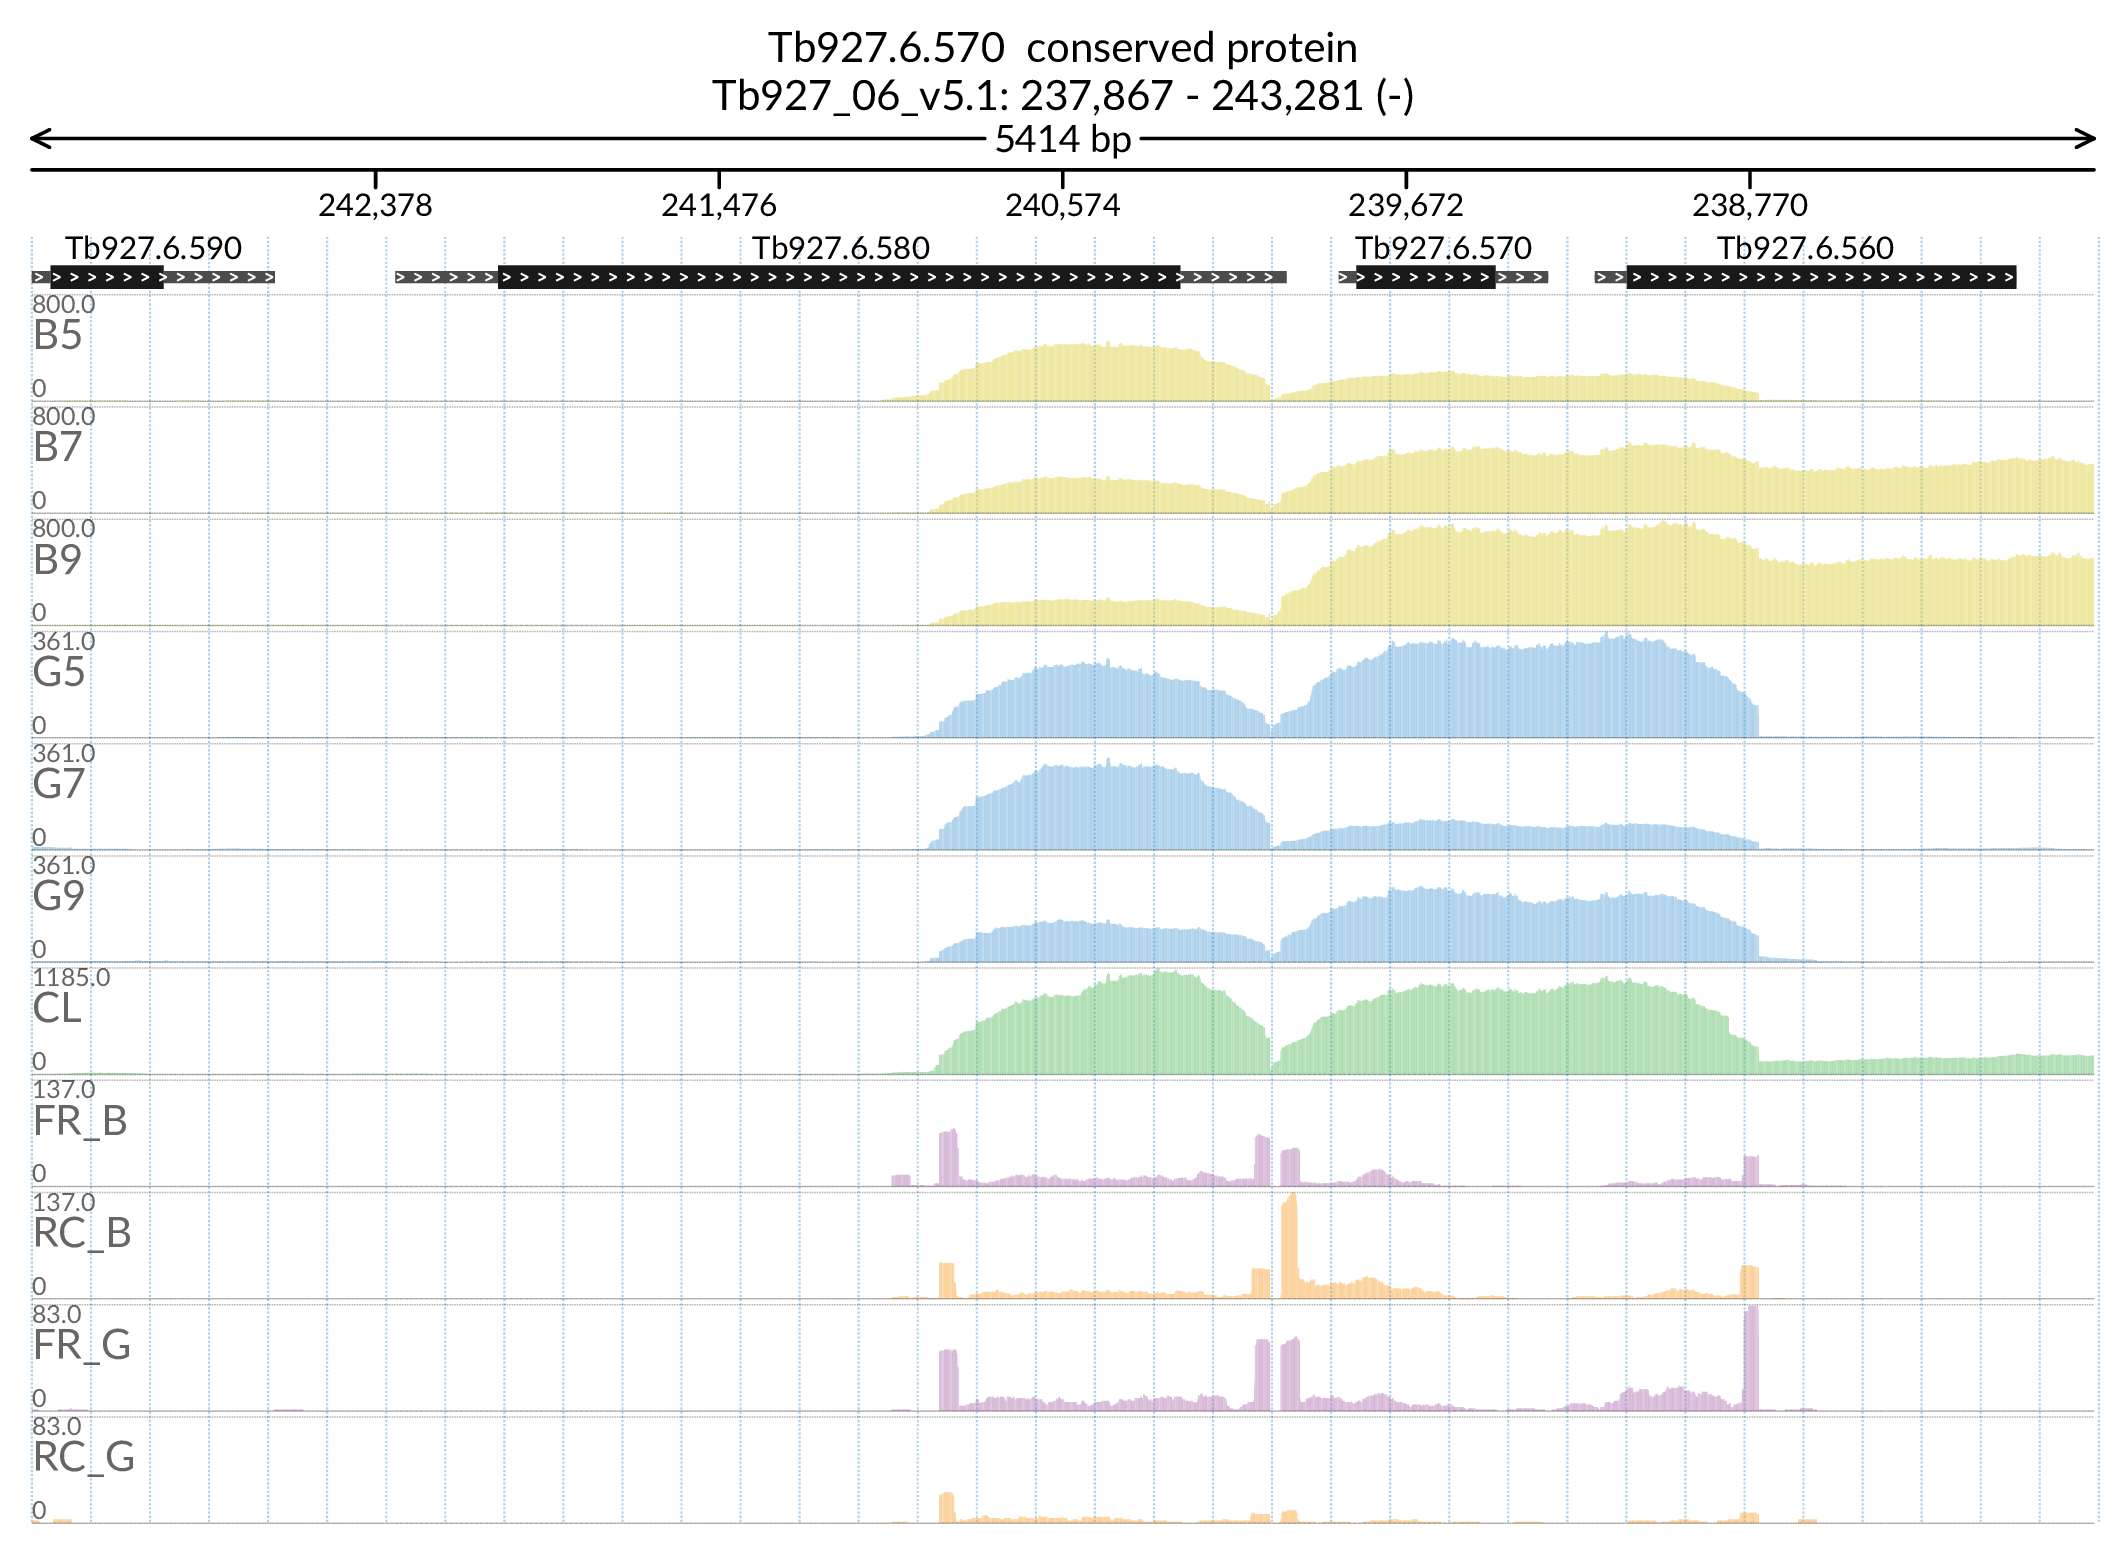 Tb927.6.570 conserved protein
Tb927_06_v5.1: 237,867 - 243,281 (-)
5414 bp
242,378 241,476 240,574 239,672 238,770
Tb927.6.590 Tb927.6.580 Tb927.6.570 Tb927.6.560
800.0
B5
0
800.0
B7
0
800.0
B9
0
361.0
G5
0
361.0
G7
0
361.0
G9
0
1185.0
CL
0
137.0
FR_B
0
137.0
RC_B
0
83.0
FR_G
0
83.0
RC_G
0